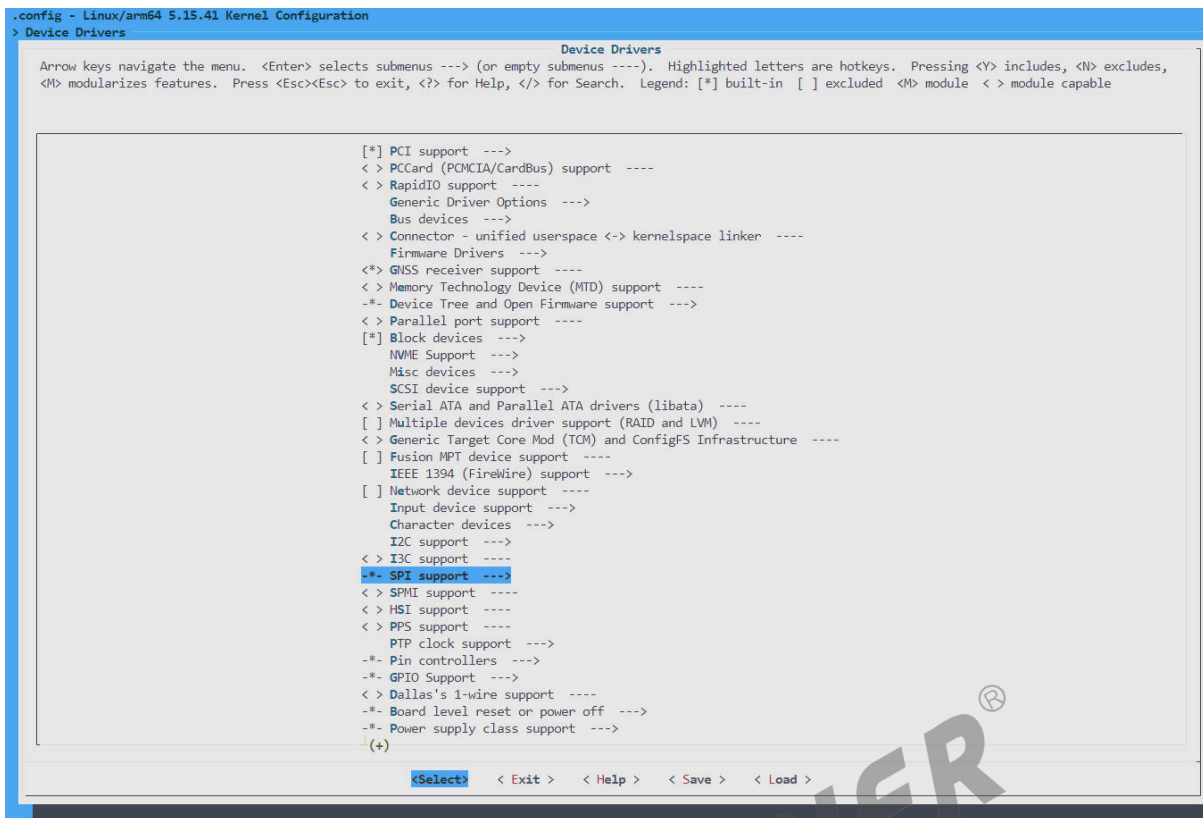 .config - Linux/arm64 5.15.41 Kernel Configuration
> Device Drivers
Device Drivers
Arrow keys navigate the menu. <Enter> selects submenus ---> (or empty submenus ----). Highlighted letters are hotkeys. Pressing <Y> includes, <N> excludes,
<M> modularizes features. Press <Esc><Esc> to exit, <?> for Help, </> for Search. Legend: [*] built-in [ ] excluded <M> module < > module capable
[*] PCI support --->
< > PCCard (PCMCIA/CardBus) support ----
< > RapidIO support ----
Generic Driver Options --->
Bus devices --->
< > Connector - unified userspace <-> kernelspace linker ----
Firmware Drivers --->
<*> GNSS receiver support ----
< > Memory Technology Device (MTD) support ----
-*- Device Tree and Open Firmware support --->
< > Parallel port support ----
[*] Block devices --->
NVME Support --->
Misc devices --->
SCSI device support --->
< > Serial ATA and Parallel ATA drivers (libata) ----
[ ] Multiple devices driver support (RAID and LVM) ----
< > Generic Target Core Mod (TCM) and ConfigFS Infrastructure ----
[ ] Fusion MPT device support ----
IEEE 1394 (FireWire) support --->
[ ] Network device support ----
Input device support --->
Character devices --->
I2C support --->
< > I3C support ----
-*- SPI support --->
< > SPMI support ----
< > HSI support ----
< > PPS support ----
PTP clock support --->
-*- Pin controllers --->
-*- GPIO Support --->
< > Dallas's 1-wire support ----
-*- Board level reset or power off --->
-*- Power supply class support --->
(+)
<Select> < Exit > < Help > < Save > < Load >